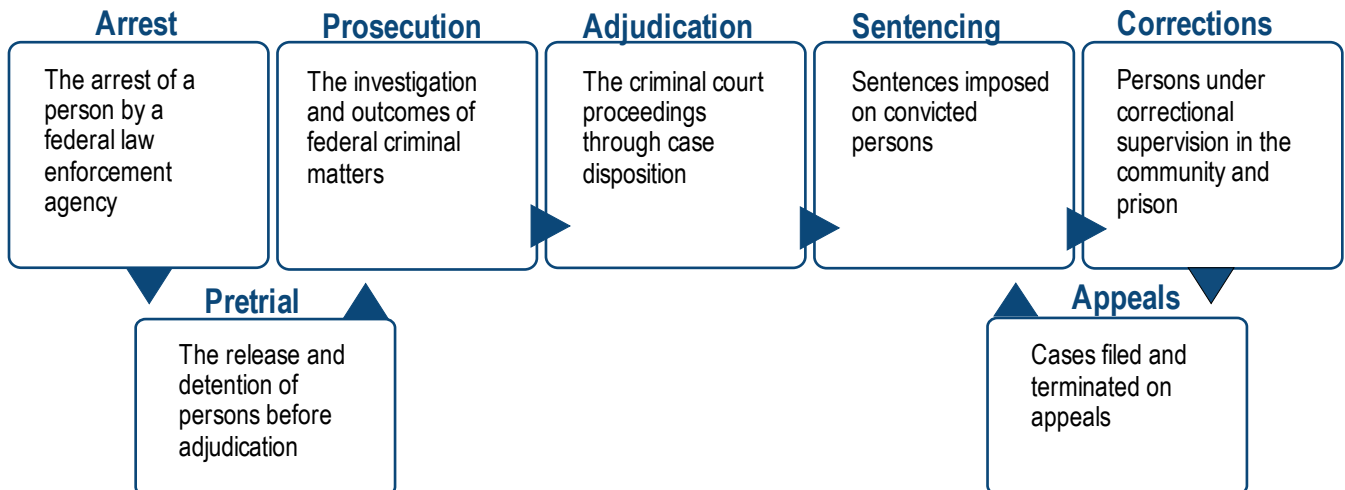 Arrest
The arrest of a
person by a
federal law
enforcement
agency
Prosecution
The investigation
and outcomes of
federal criminal
matters
Adjudication
The criminal court
proceedings
through case
disposition
Sentencing
Sentences imposed
on convicted
persons
Corrections
Persons under
correctional
supervision in the
community and
prison
Pretrial
The release and
detention of
persons before
adjudication
Appeals
Cases filed and
terminated on
appeals